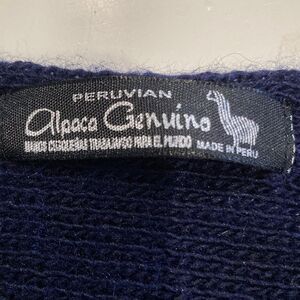 PERUVIAN
Alpaca Genuino
MANOS CUSQUEÑAS TRABAJANDO PARA EL MUNDO
MADE IN PERU